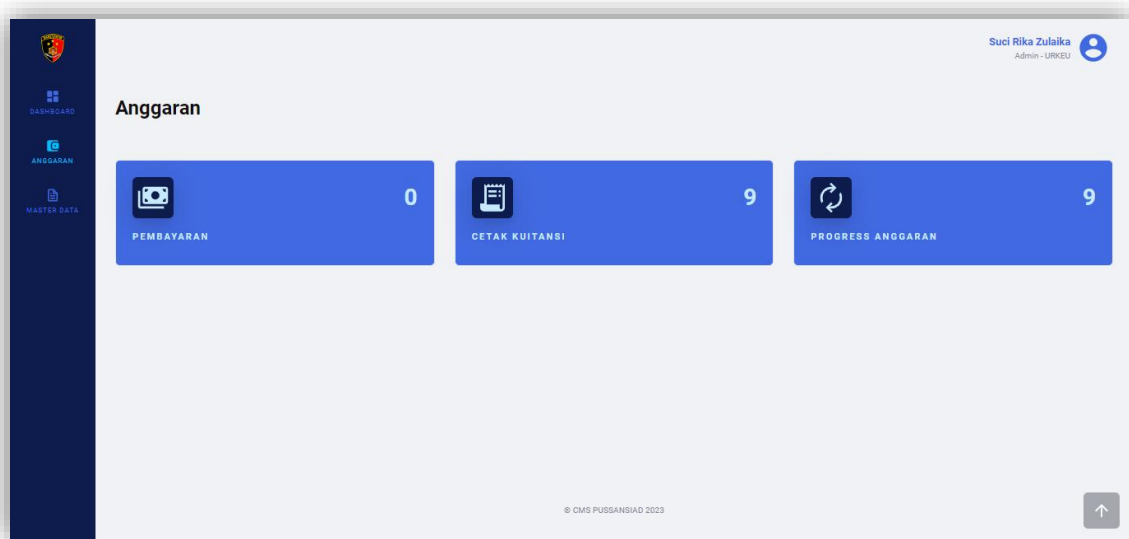 Suci Rika Zulaika
Admin - URKEU
DASHBOARD
ANGGARAN
MASTER DATA
Anggaran
0
PEMBAYARAN
9
CETAK KUITANSI
9
PROGRESS ANGGARAN
© CMS PUSSANSIAD 2023